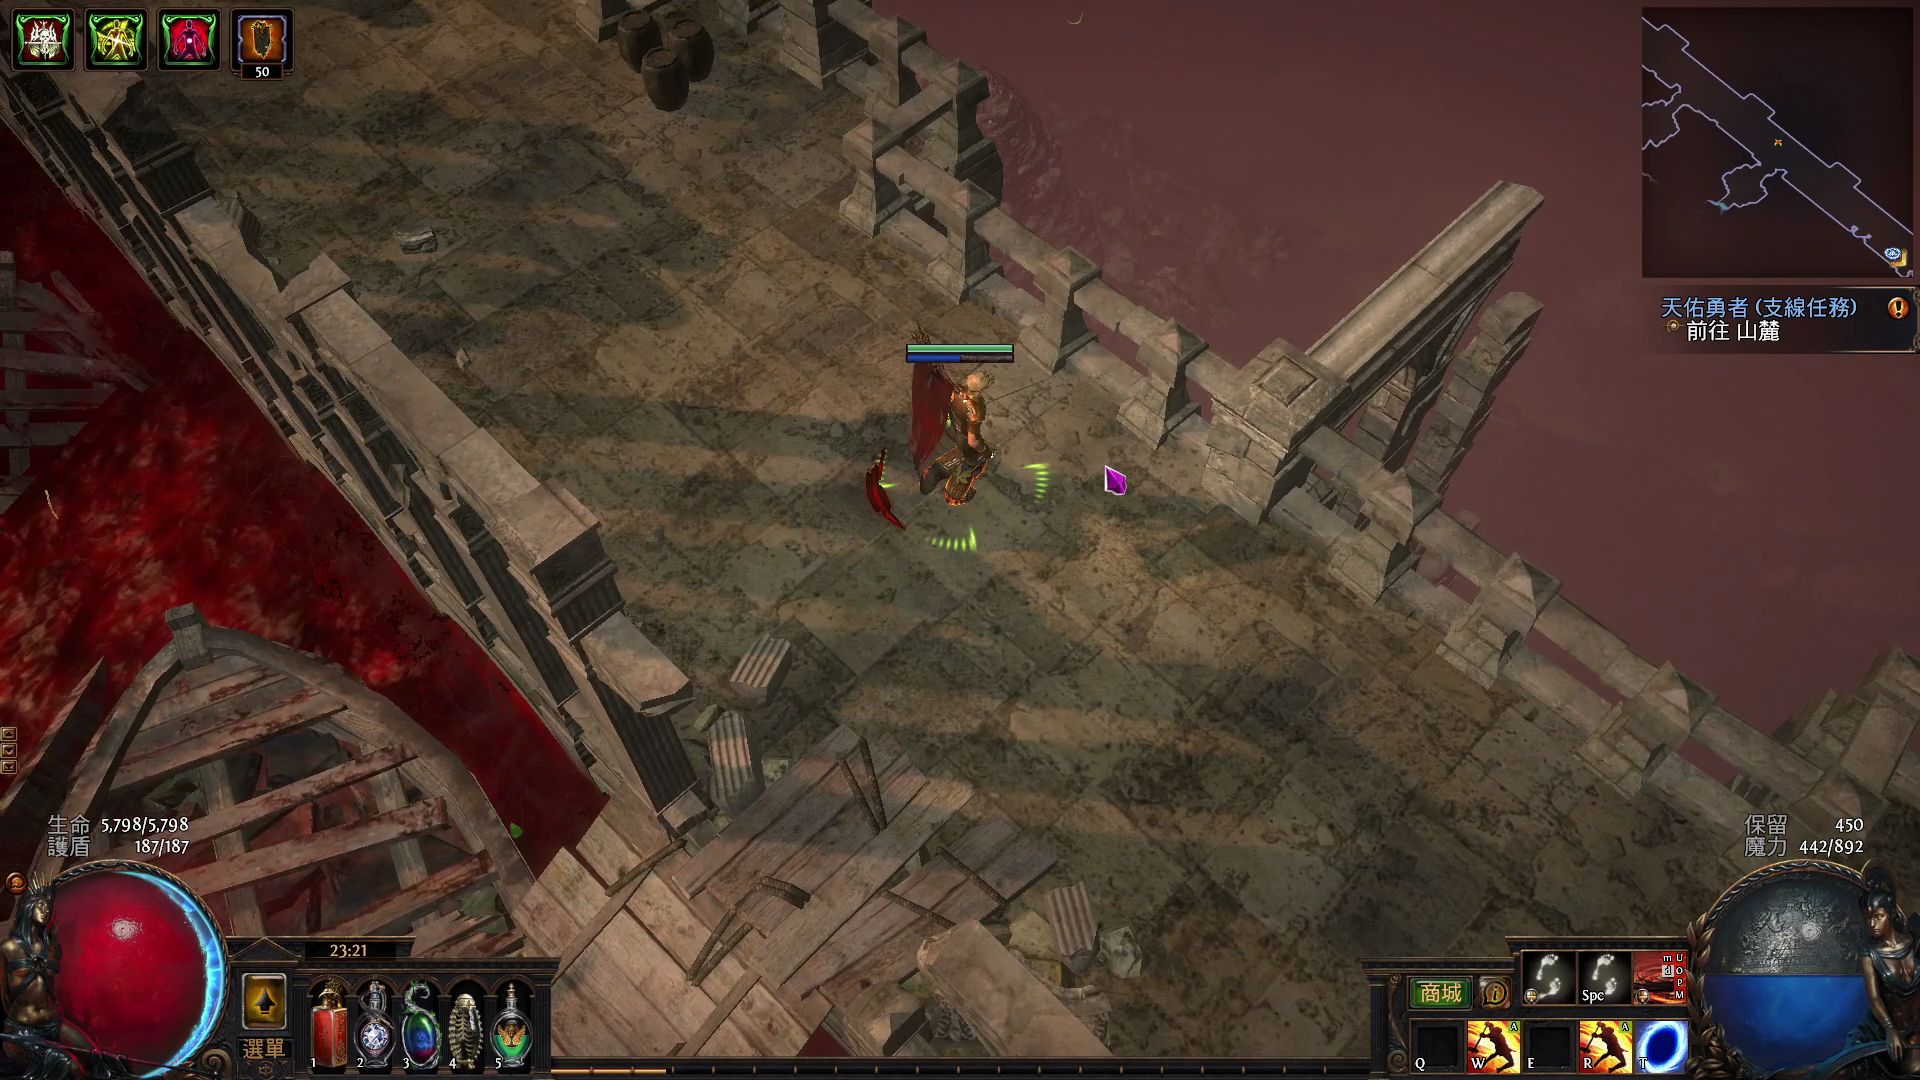 50
天佑勇者 (支線任務)
前往 山麓
生命 5,798/5,798
護盾 187/187
保留 450
魔力 442/892
23:21
選單
1 2 3 4 5
商城
Spc
m U
d O
P
M
Q W A E R A T